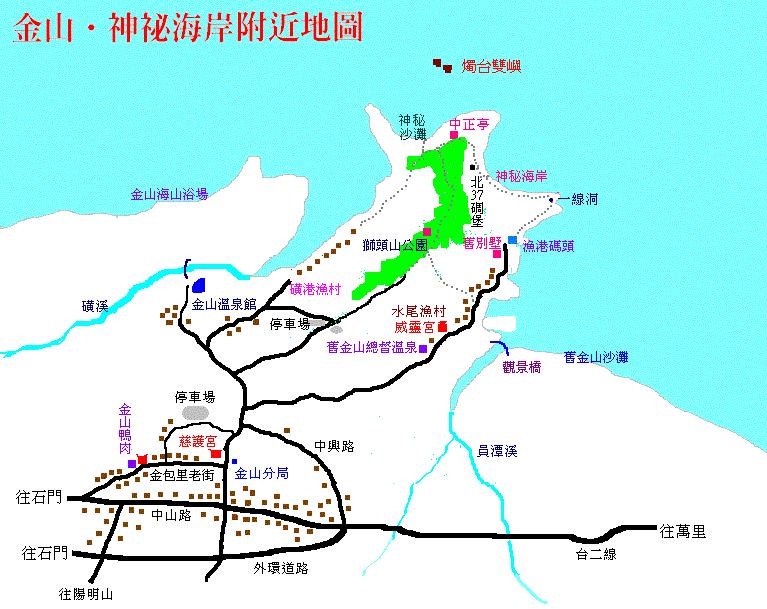 金山·神祕海岸附近地圖
燭台雙嶼
神秘
沙灘
中正亭
神秘海岸
北
37
碉
堡
一線洞
金山海山浴場
獅頭山公園
舊別墅
漁港碼頭
磺港漁村
金山溫泉館
磺溪
停車場
水尾漁村
威靈宮
舊金山總督溫泉
觀景橋
舊金山沙灘
停車場
金
山
鴨
肉
慈護宮
中興路
金包里老街
金山分局
員潭溪
往石門
中山路
往萬里
往石門
外環道路
台二線
往陽明山